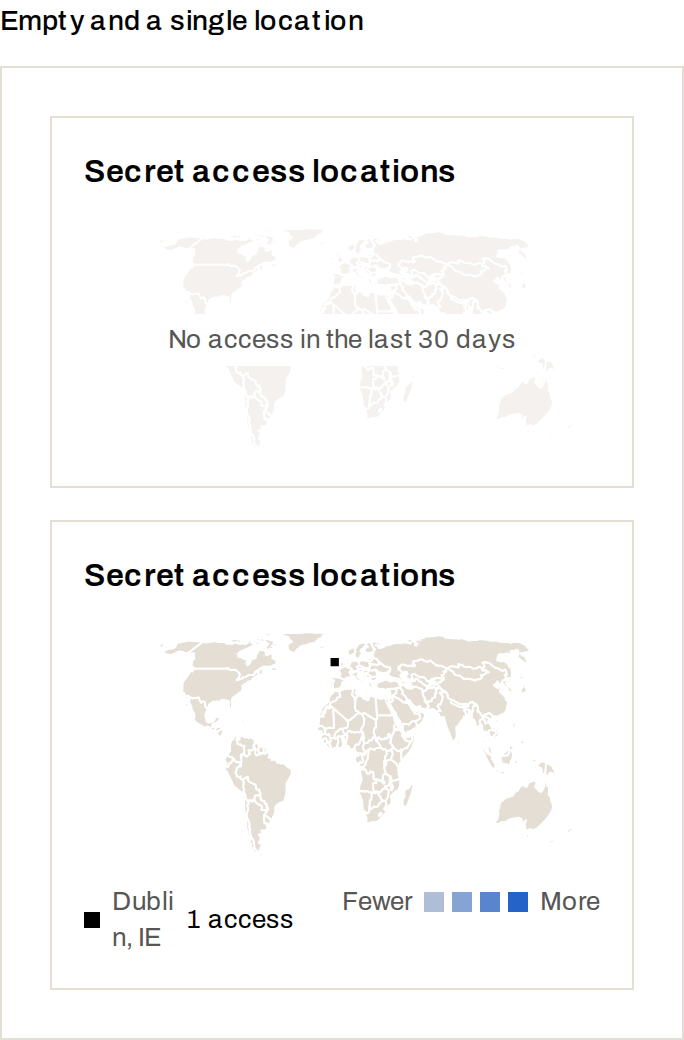 Empty and a single location
Secret access locations
No access in the last 30 days
Secret access locations
Dubli
n, IE
1 access
Fewer
More